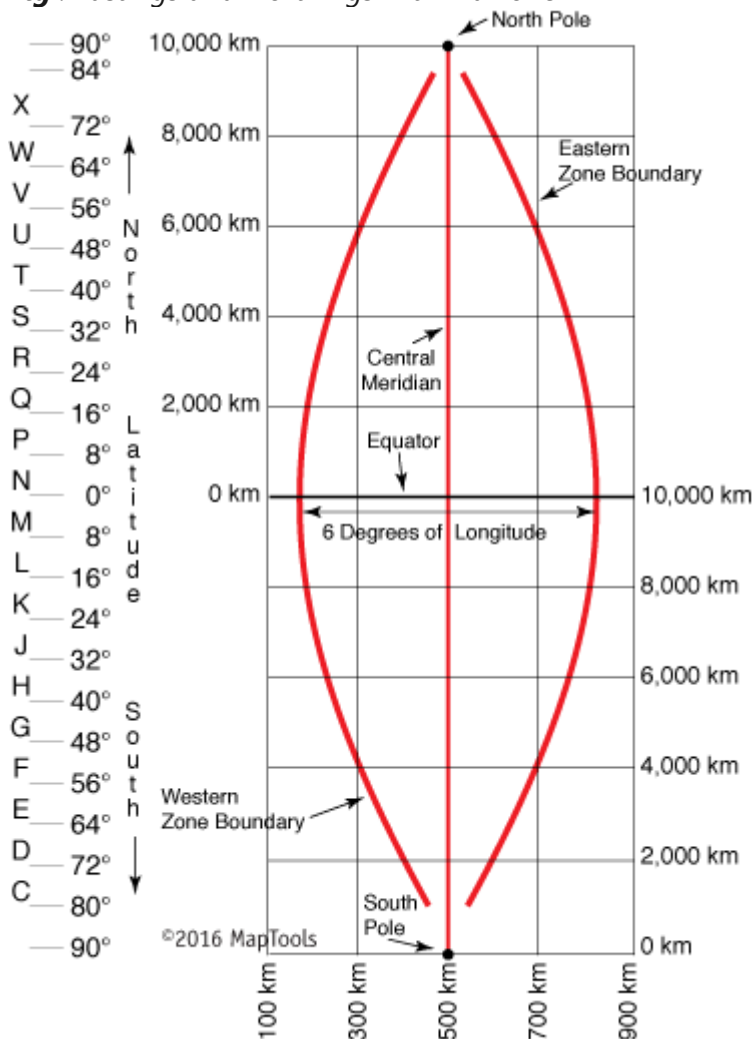 North Pole
90°
84°
X
72°
W
64°
V
56°
U
48°
T
40°
S
32°
R
24°
Q
16°
P
8°
N
0°
M
8°
L
16°
K
24°
J
32°
H
40°
G
48°
F
56°
E
64°
D
72°
C
80°
90°
North
Latitude
South
10,000 km
8,000 km
6,000 km
4,000 km
2,000 km
0 km
Eastern
Zone Boundary
Central
Meridian
Equator
6 Degrees of Longitude
Western
Zone Boundary
South
Pole
©2016 MapTools
10,000 km
8,000 km
6,000 km
4,000 km
2,000 km
0 km
100 km
300 km
500 km
700 km
900 km